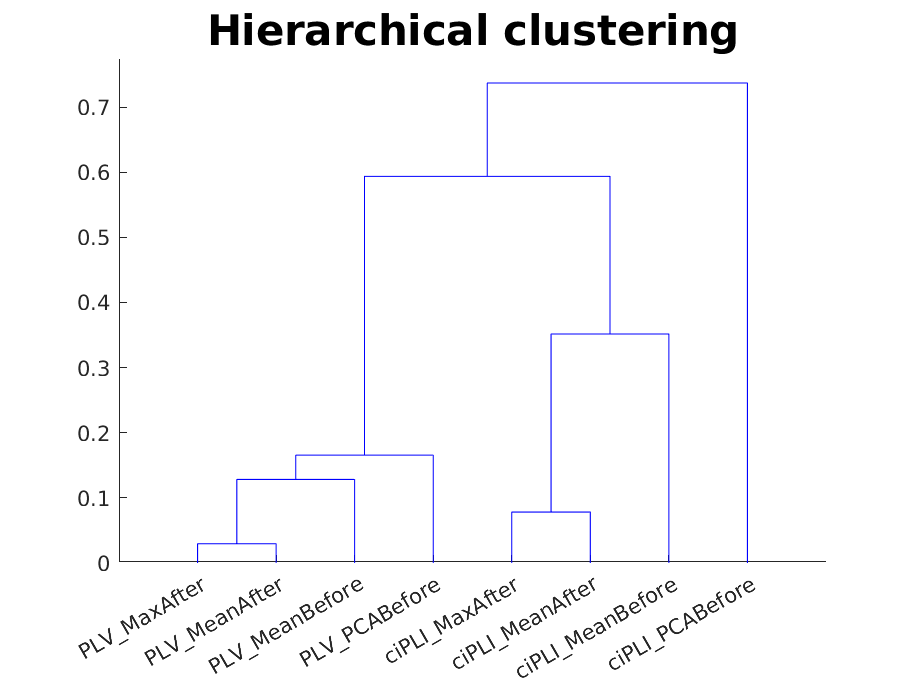 Hierarchical clustering
0.7
0.6
0.5
0.4
0.3
0.2
0.1
0
PLV_MaxAfter
PLV_MeanAfter
PLV_MeanBefore
PLV_PCABefore
ciPLI_MaxAfter
ciPLI_MeanAfter
ciPLI_MeanBefore
ciPLI_PCABefore